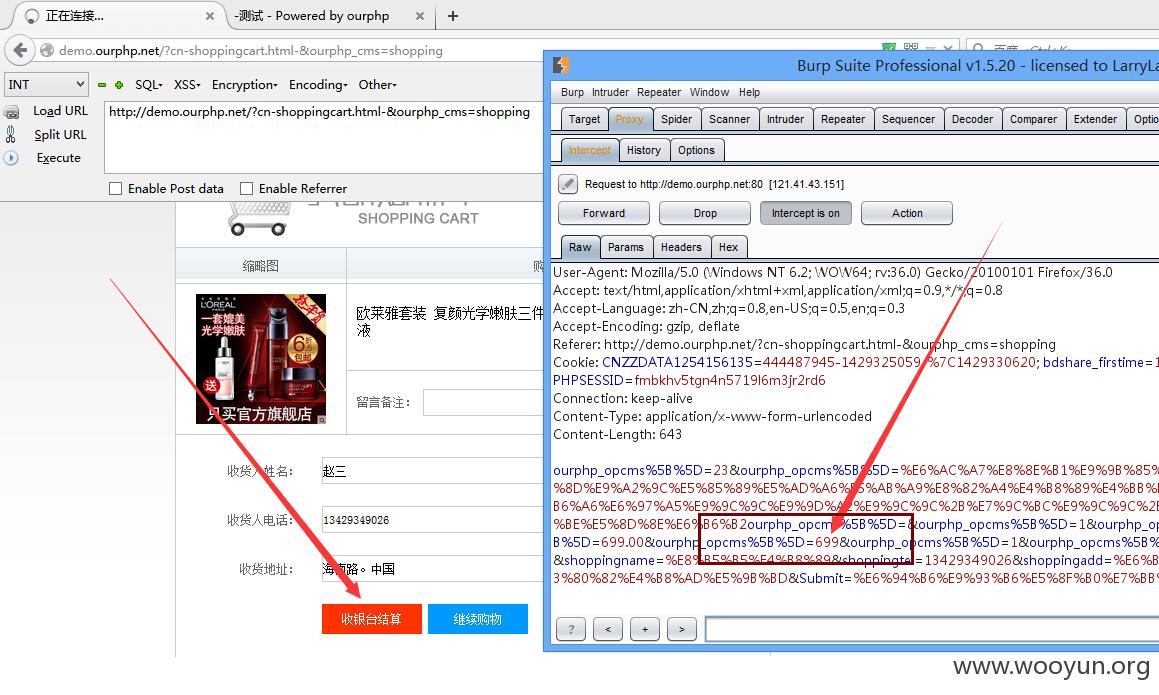 正在连接...
-测试 - Powered by ourphp
demo.ourphp.net/?cn-shoppingcart.html-&ourphp_cms=shopping
INT
SQL- XSS- Encryption- Encoding- Other-
Load URL
Split URL
Execute
http://demo.ourphp.net/?cn-shoppingcart.html-&ourphp_cms=shopping
Enable Post data
Enable Referrer
SHOPPING CART
缩略图
购
L'OREAL
PARIS
一套媲美
光学嫩肤
抢年货
6.5折
包邮
送
只买官方旗舰店
欧莱雅套装 复颜光学嫩肤三件
液
留言备注:
收货人姓名:
赵三
收货人电话:
13429349026
收货地址:
海南路。中国
收银台结算
继续购物
Burp Suite Professional v1.5.20 - licensed to LarryLa
Burp Intruder Repeater Window Help
Target Proxy Spider Scanner Intruder Repeater Sequencer Decoder Comparer Extender Optio
Intercept History Options
Request to http://demo.ourphp.net:80 [121.41.43.151]
Forward Drop Intercept is on Action
Raw Params Headers Hex
User-Agent: Mozilla/5.0 (Windows NT 6.2; WOW64; rv:36.0) Gecko/20100101 Firefox/36.0
Accept: text/html,application/xhtml+xml,application/xml;q=0.9,*/*;q=0.8
Accept-Language: zh-CN,zh;q=0.8,en-US;q=0.5,en;q=0.3
Accept-Encoding: gzip, deflate
Referer: http://demo.ourphp.net/?cn-shoppingcart.html-&ourphp_cms=shopping
Cookie: CNZZDATA1254156135=444487945-1429325059-%7C1429330620; bdshare_firstime=1
PHPSESSID=fmbkhv5tgn4n5719l6m3jr2rd6
Connection: keep-alive
Content-Type: application/x-www-form-urlencoded
Content-Length: 643
ourphp_opcms%5B%5D=23&ourphp_opcms%5B%5D=%E6%AC%A7%E8%8E%B1%E9%9B%85%
%8D%E9%A2%9C%E5%85%89%E5%AD%A6%E5%AB%A9%E8%82%A4%E4%B8%89%E4%BB%
B6%A6%E6%97%A5%E9%9C%9C%E9%9D%A2%E9%9C%9C%2B%E7%9C%BC%E9%9C%9C%2E
%BE%E5%8D%8E%E6%B6%B2ourphp_opcms%5B%5D=&ourphp_opcms%5B%5D=1&ourp
B%5D=699.00&ourphp_opcms%5B%5D=699&ourphp_opcms%5B%5D=1&ourphp_opcms%5B%
&shoppingname=%E8%B5%B5%E4%B8%89&shoppingtel=13429349026&shoppingadd=%E6%B
3%80%82%E4%B8%AD%E5%9B%BD&Submit=%E6%94%B6%E9%93%B6%E5%8F%B0%E7%BB%
? < + >
www.wooyun.org